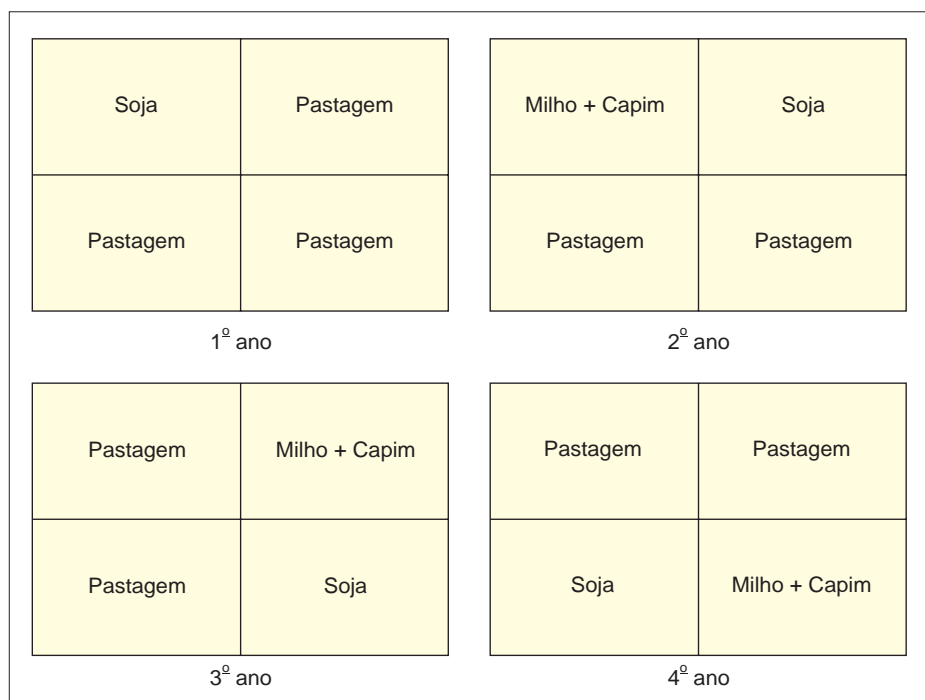 Soja Pastagem
Pastagem Pastagem
1º ano
Milho + Capim Soja
Pastagem Pastagem
2º ano
Pastagem Milho + Capim
Pastagem Soja
3º ano
Pastagem Pastagem
Soja Milho + Capim
4º ano